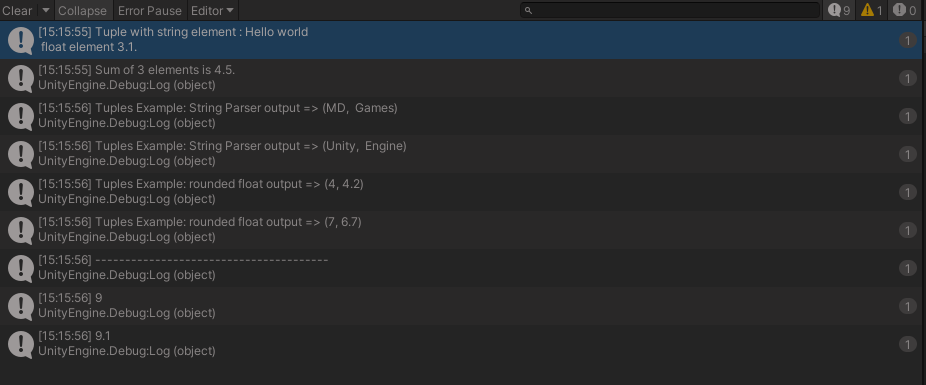 Clear Collapse Error Pause Editor 9 1 0
[15:15:55] Tuple with string element : Hello world
float element 3.1.
1
[15:15:55] Sum of 3 elements is 4.5.
UnityEngine.Debug:Log (object)
1
[15:15:56] Tuples Example: String Parser output => (MD,  Games)
UnityEngine.Debug:Log (object)
1
[15:15:56] Tuples Example: String Parser output => (Unity,  Engine)
UnityEngine.Debug:Log (object)
1
[15:15:56] Tuples Example: rounded float output => (4, 4.2)
UnityEngine.Debug:Log (object)
1
[15:15:56] Tuples Example: rounded float output => (7, 6.7)
UnityEngine.Debug:Log (object)
1
[15:15:56] ---------------------------------------
UnityEngine.Debug:Log (object)
1
[15:15:56] 9
UnityEngine.Debug:Log (object)
1
[15:15:56] 9.1
UnityEngine.Debug:Log (object)
1